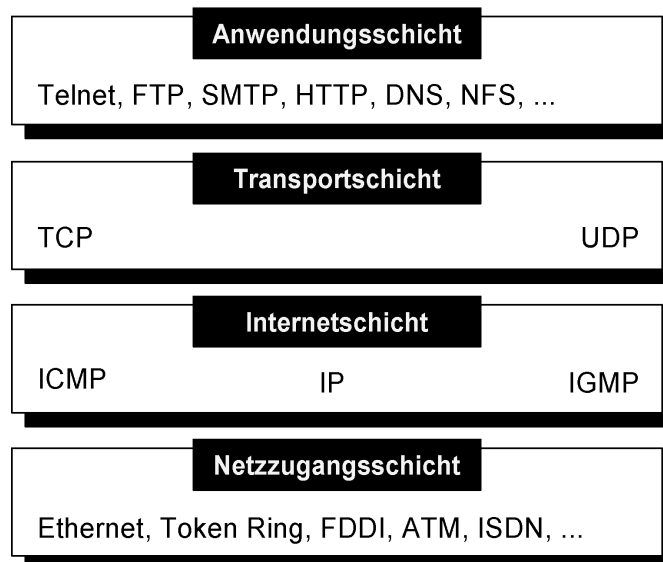 Anwendungsschicht
Telnet, FTP, SMTP, HTTP, DNS, NFS, ...
Transportschicht
TCP UDP
Internetschicht
ICMP IP IGMP
Netzzugangsschicht
Ethernet, Token Ring, FDDI, ATM, ISDN, ...